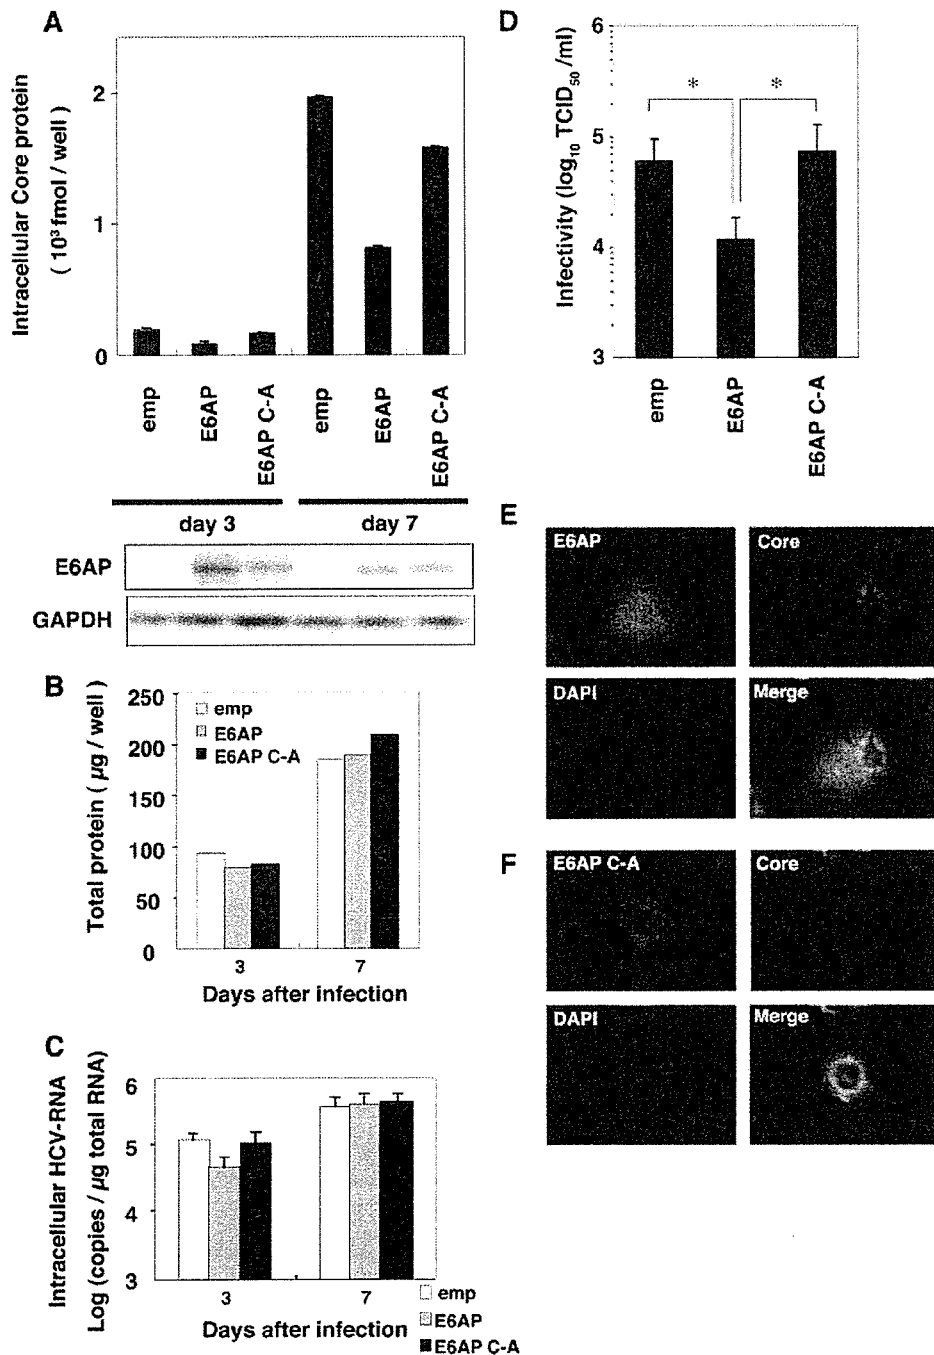 A
Intracellular Core protein
( 10³ fmol / well )
2
1
0
emp
E6AP
E6AP C-A
emp
E6AP
E6AP C-A
day 3
day 7
E6AP
GAPDH
B
Total protein ( µg / well )
250
200
150
100
50
0
emp
E6AP
E6AP C-A
3
7
Days after infection
C
Intracellular HCV-RNA
Log (copies / µg total RNA)
6
5
4
3
3
7
Days after infection
emp
E6AP
E6AP C-A
D
Infectivity (log₁₀ TCID₅₀ /ml)
6
5
4
3
*
*
emp
E6AP
E6AP C-A
E
E6AP
Core
DAPI
Merge
F
E6AP C-A
Core
DAPI
Merge